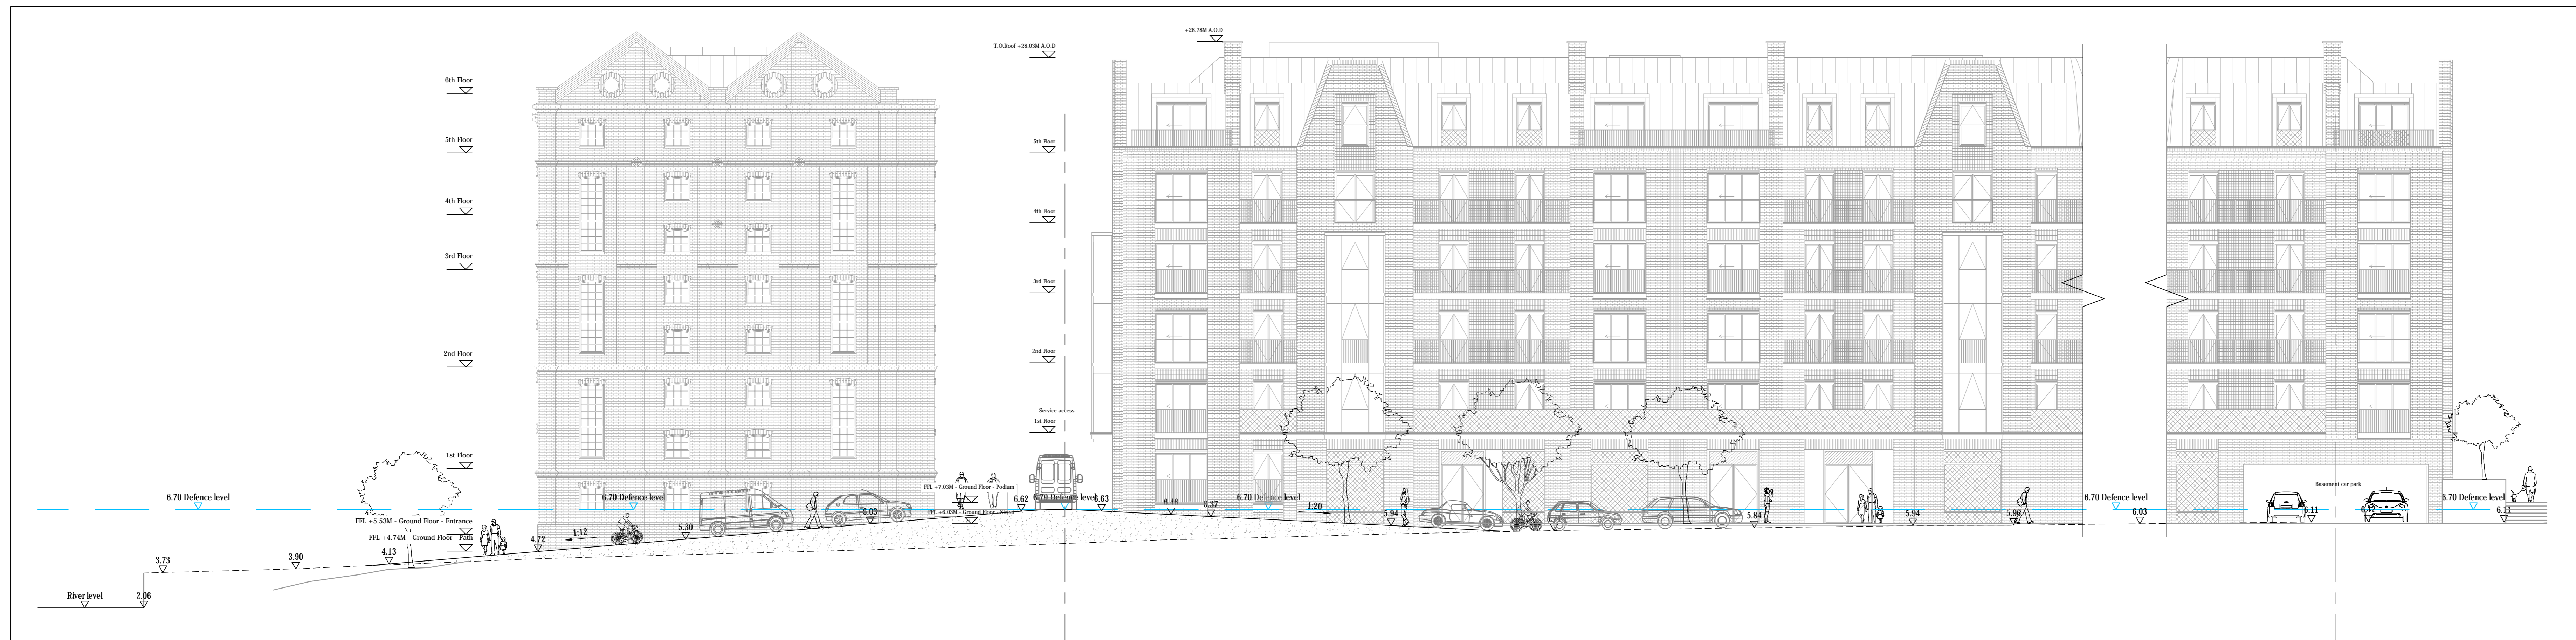 +28.78M A.O.D
T.O.Roof +28.03M A.O.D
6th Floor
5th Floor
5th Floor
4th Floor
4th Floor
3rd Floor
3rd Floor
2nd Floor
2nd Floor
Service access
1st Floor
1st Floor
Basement car park
FFL +7.03M - Ground Floor - Podium
6.70 Defence level
6.70 Defence level
6.70 Defence level
6.70 Defence level
6.70 Defence level
6.70 Defence level
6.62
6.63
6.46
6.37
1:20
FFL +6.03M - Ground Floor - Street
6.03
5.94
5.84
5.94
5.96
6.03
6.11
6.11
FFL +5.53M - Ground Floor - Entrance
5.30
1:12
FFL +4.74M - Ground Floor - Path
4.72
4.13
3.90
3.73
River level
2.06